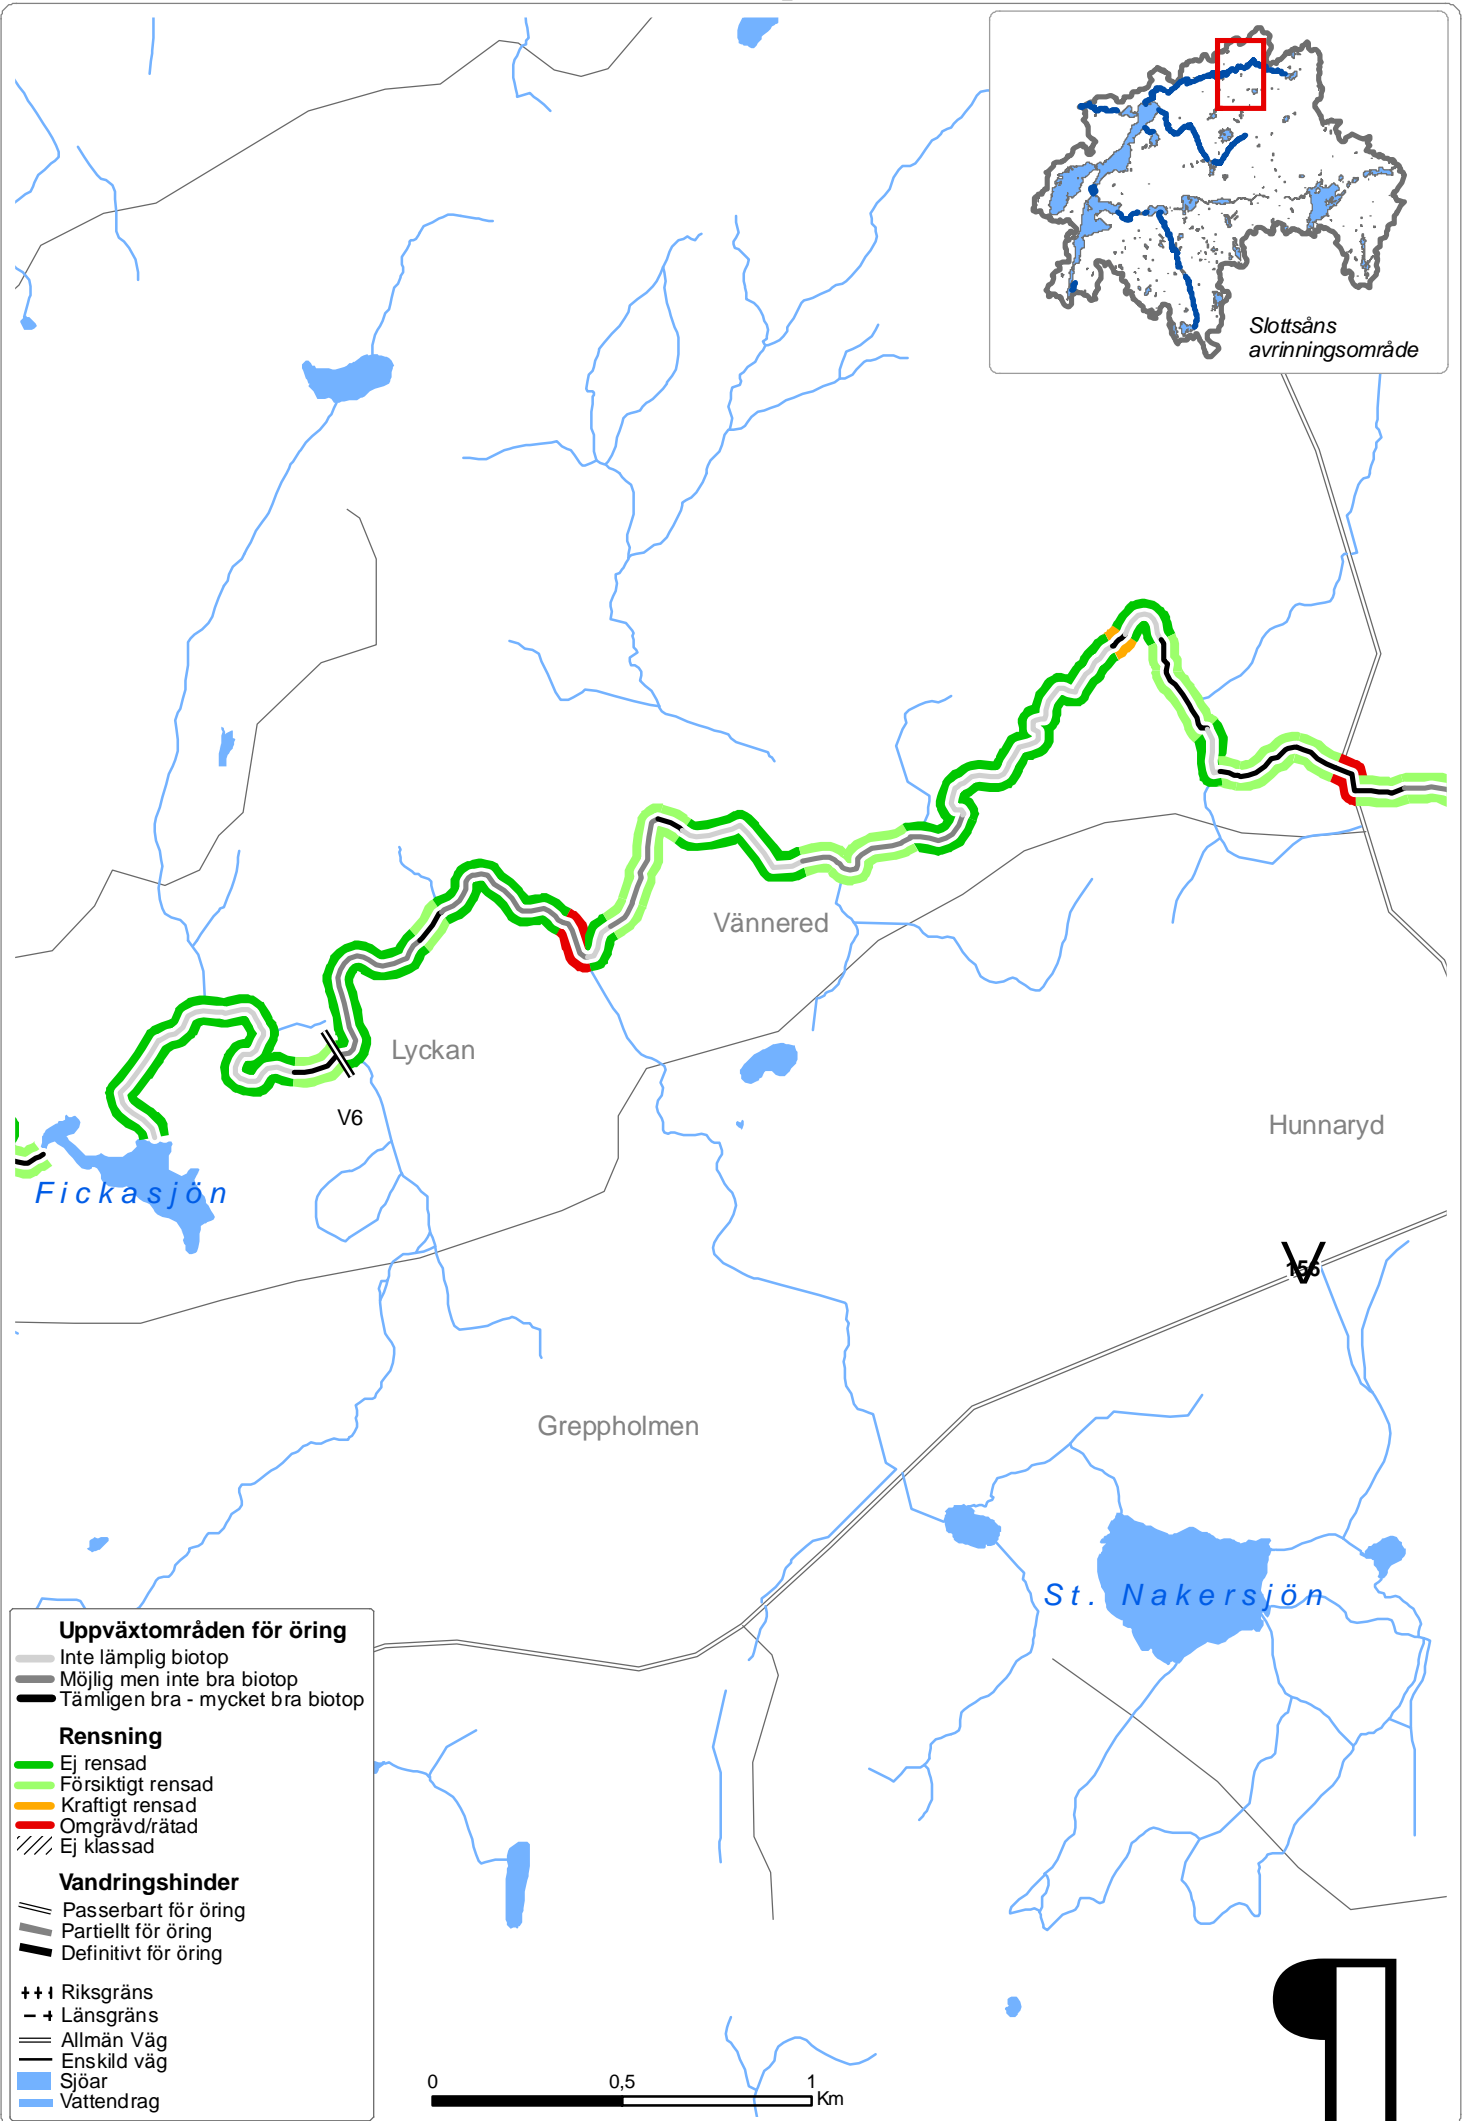 Slottsåns
avrinningsområde
Vännered
Lyckan
V6
Hunnaryd
Fickasjön
156
Greppholmen
St. Nakersjön
Uppväxtområden för öring
Inte lämplig biotop
Möjlig men inte bra biotop
Tämligen bra - mycket bra biotop
Rensning
Ej rensad
Försiktigt rensad
Kraftigt rensad
Omgrävd/rätad
Ej klassad
Vandringshinder
Passerbart för öring
Partiellt för öring
Definitivt för öring
Riksgräns
Länsgräns
Allmän Väg
Enskild väg
Sjöar
Vattendrag
0 0,5 1
Km